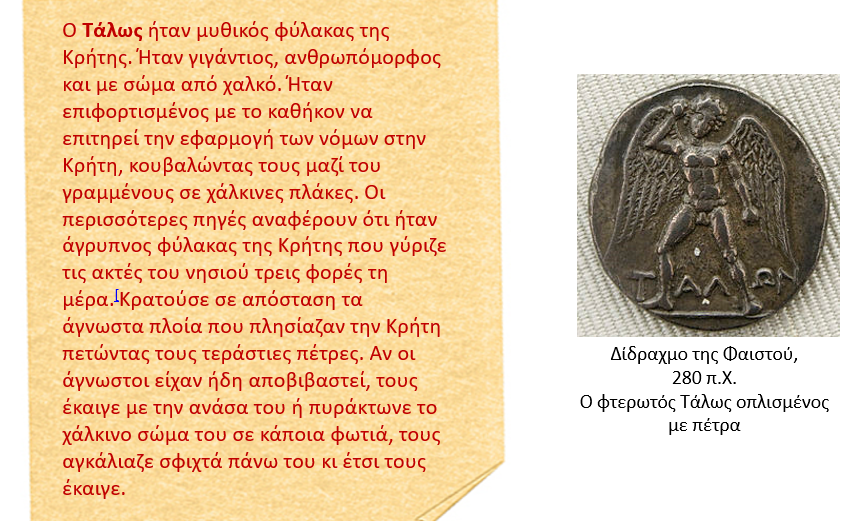 Ο Τάλως ήταν μυθικός φύλακας της
Κρήτης. Ήταν γιγάντιος, ανθρωπόμορφος
και με σώμα από χαλκό. Ήταν
επιφορτισμένος με το καθήκον να
επιτηρεί την εφαρμογή των νόμων στην
Κρήτη, κουβαλώντας τους μαζί του
γραμμένους σε χάλκινες πλάκες. Οι
περισσότερες πηγές αναφέρουν ότι ήταν
άγρυπνος φύλακας της Κρήτης που γύριζε
τις ακτές του νησιού τρεις φορές τη
μέρα.[Κρατούσε σε απόσταση τα
άγνωστα πλοία που πλησίαζαν την Κρήτη
πετώντας τους τεράστιες πέτρες. Αν οι
άγνωστοι είχαν ήδη αποβιβαστεί, τους
έκαιγε με την ανάσα του ή πυράκτωνε το
χάλκινο σώμα του σε κάποια φωτιά, τους
αγκάλιαζε σφιχτά πάνω του κι έτσι τους
έκαιγε.
ΤΑΛΩΝ
Δίδραχμο της Φαιστού,
280 π.Χ.
Ο φτερωτός Τάλως οπλισμένος
με πέτρα